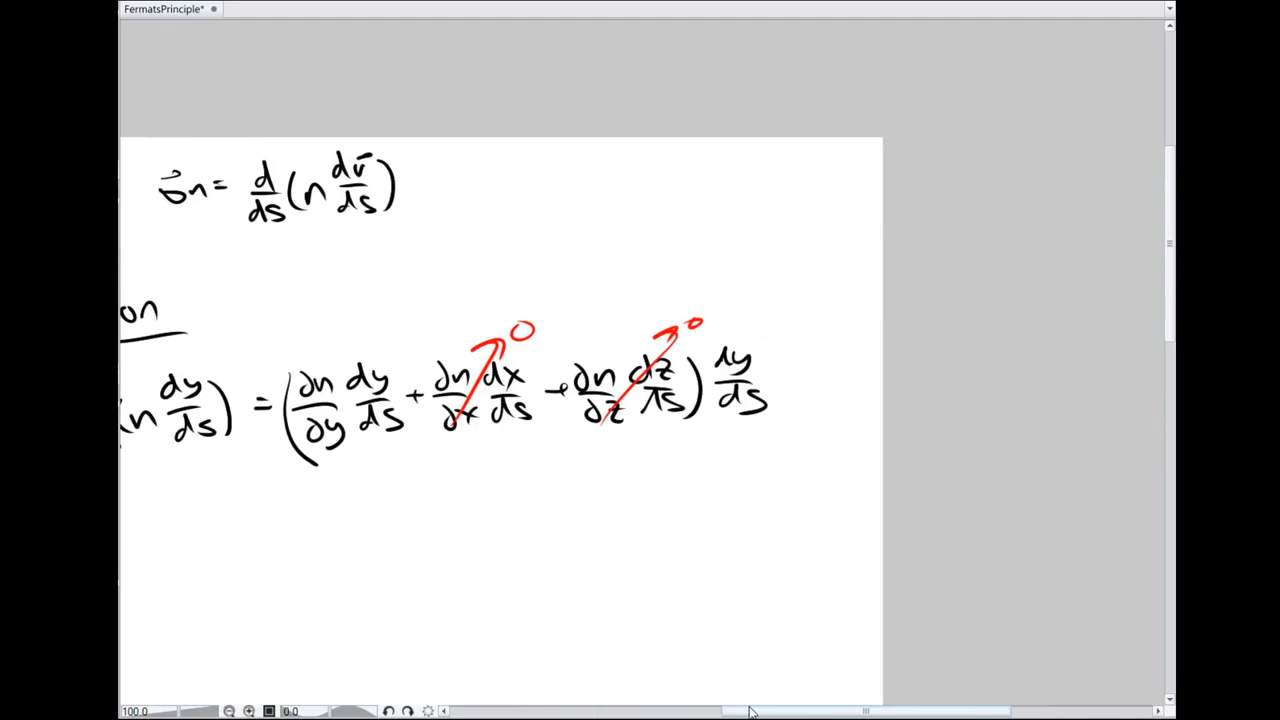 FermatsPrinciple*
∇⃗n = d/ds (n dr⃗/ds)
on
(n dy/ds) = (∂n/∂y dy/ds + ∂n/∂x dx/ds + ∂n/∂z dz/ds) dy/ds
0 0
100.0 0.0